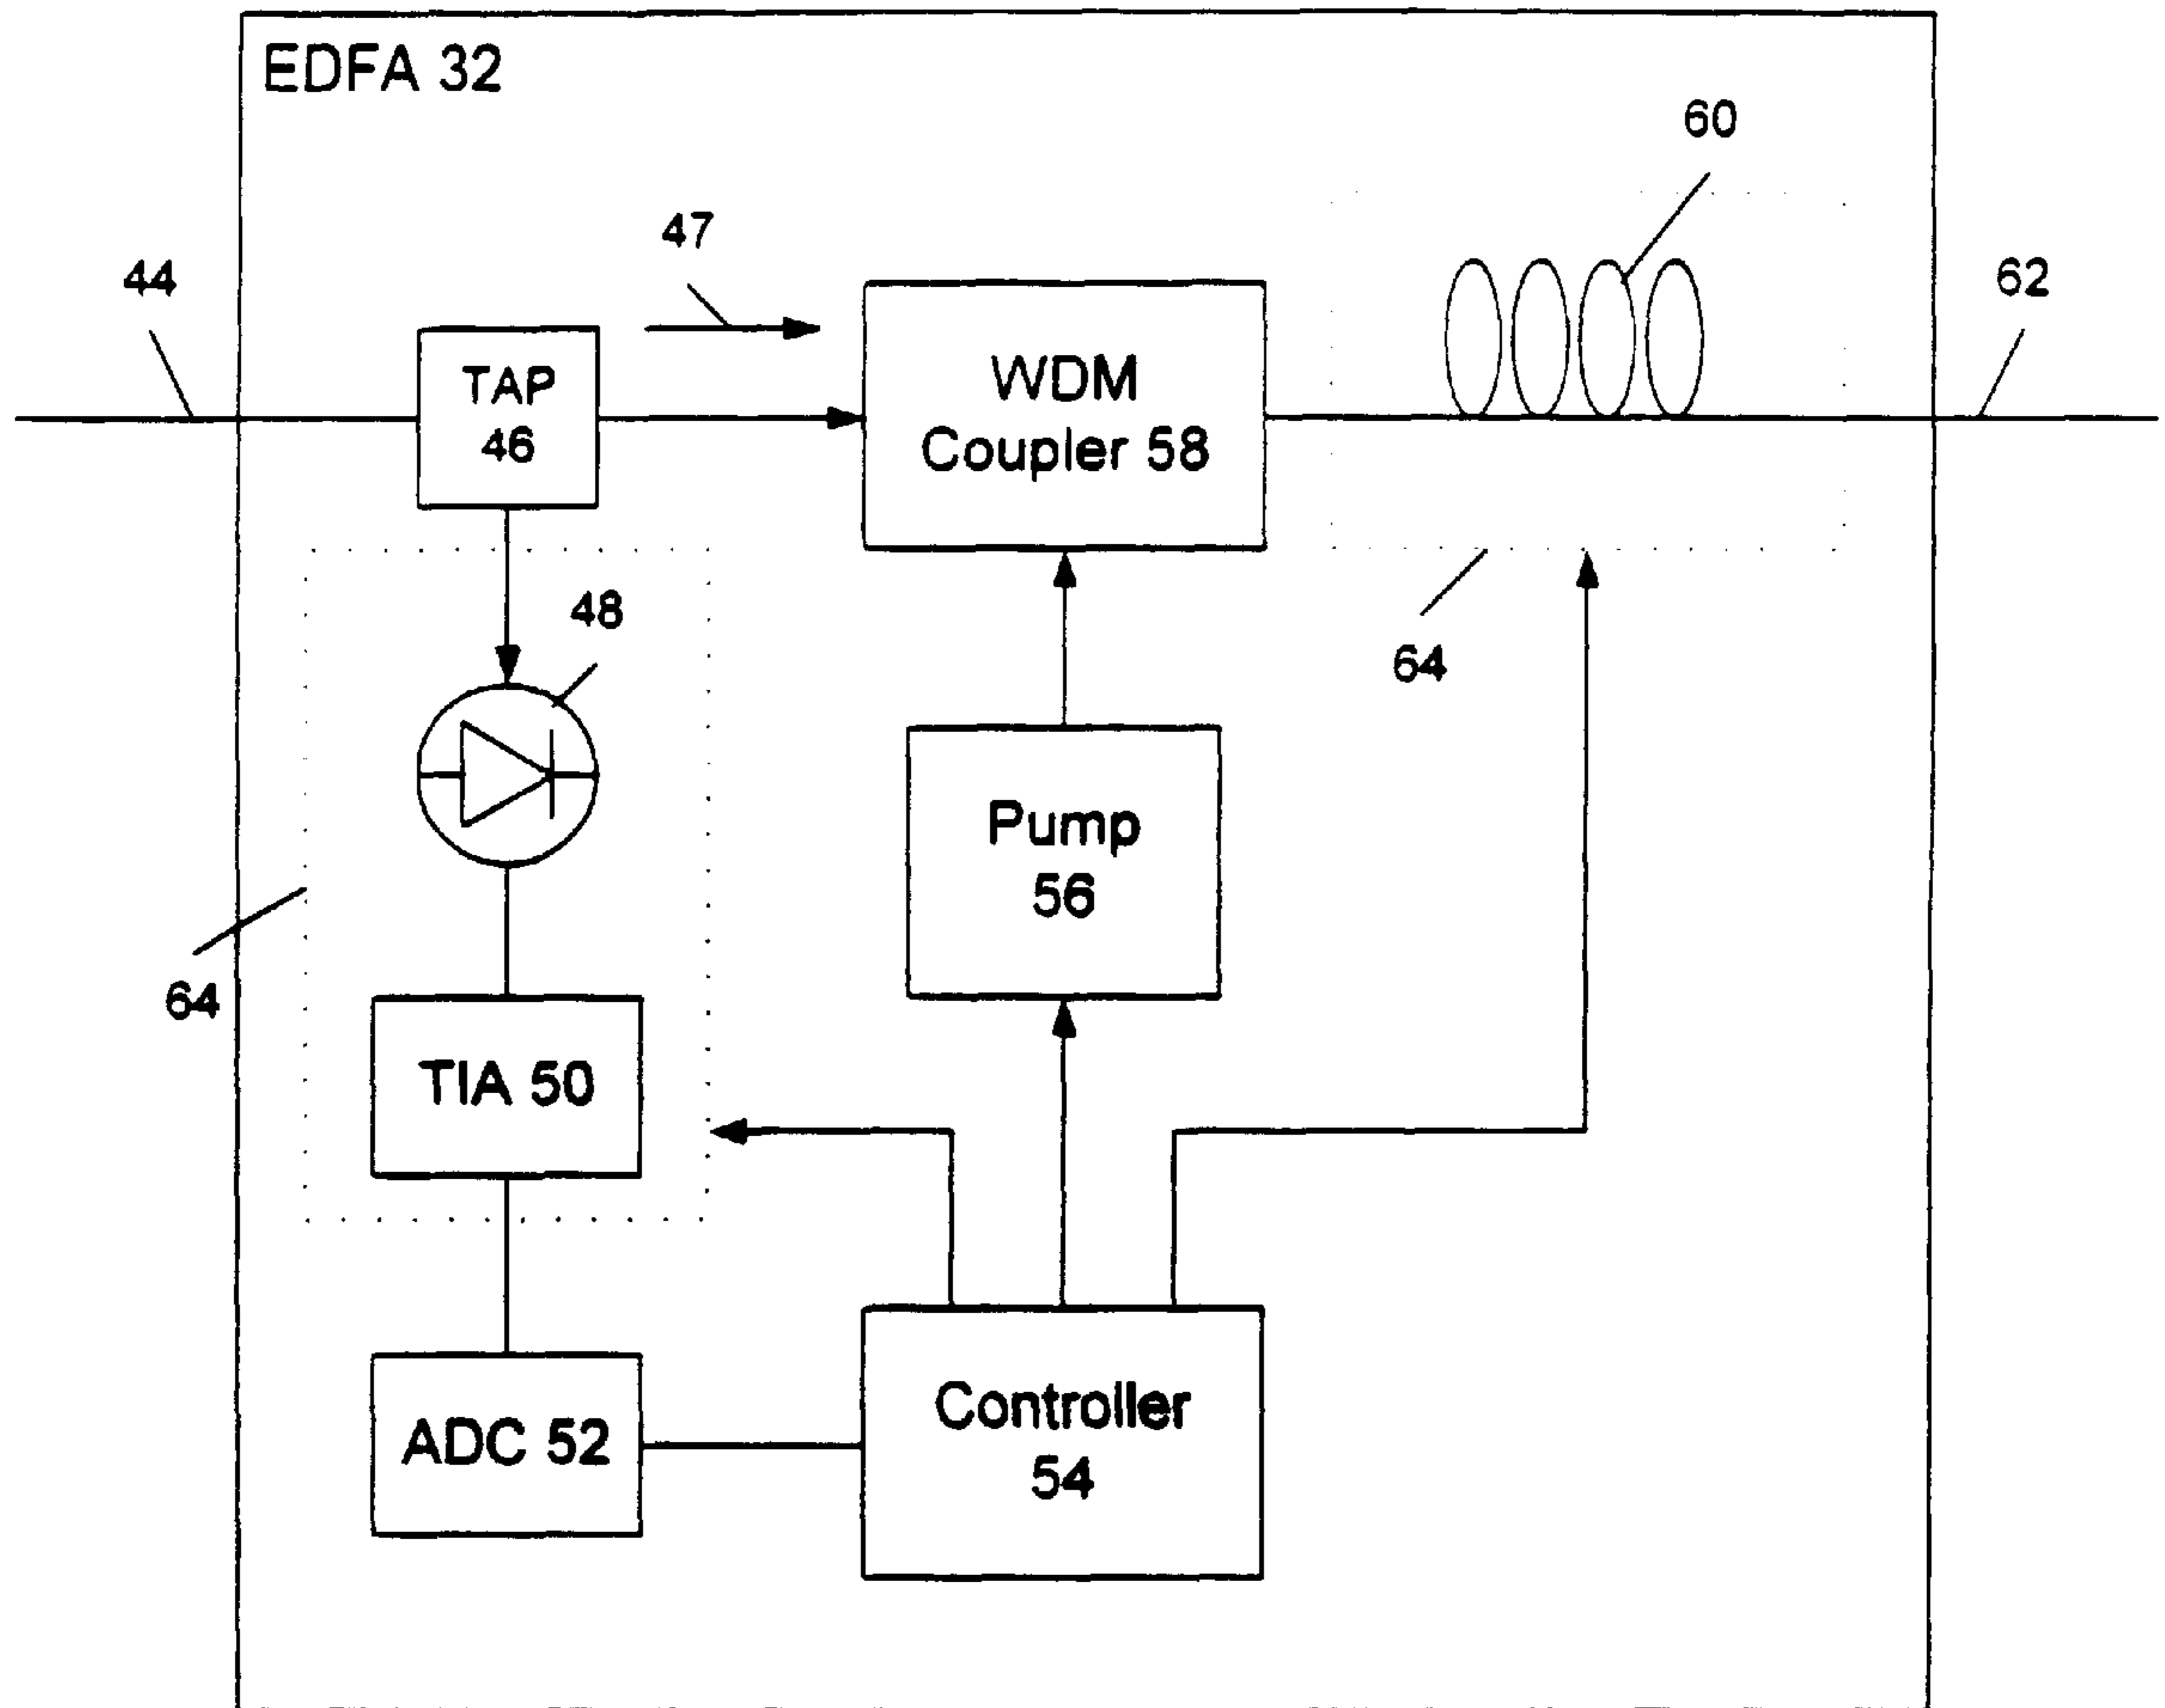 EDFA 32
60
47
44
62
TAP
46
WDM
Coupler 58
48
64
Pump
56
64
TIA 50
Controller
54
ADC 52